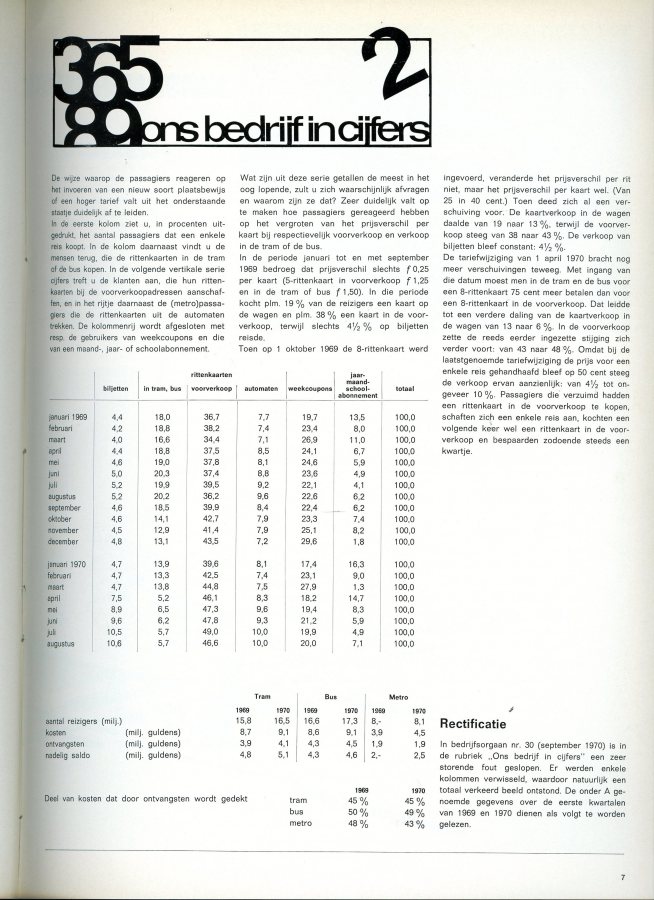 365
89 ons bedrijf in cijfers
2
De wijze waarop de passagiers reageren op
het invoeren van een nieuw soort plaatsbewijs
of een hoger tarief valt uit het onderstaande
staatje duidelijk af te leiden.
In de eerste kolom ziet u, in procenten uit-
gedrukt, het aantal passagiers dat een enkele
reis koopt. In de kolom daarnaast vindt u de
mensen terug, die de rittenkaarten in de tram
of de bus kopen. In de volgende vertikale serie
cijfers treft u de klanten aan, die hun ritten-
kaarten bij de voorverkoopadressen aanschaf-
fen, en in het rijtje daarnaast de (metro)passa-
giers die de rittenkaarten uit de automaten
trekken. De kolommenrij wordt afgesloten met
resp. de gebruikers van weekcoupons en die
van een maand-, jaar- of schoolabonnement.
Wat zijn uit deze serie getallen de meest in het
oog lopende, zult u zich waarschijnlijk afvragen
en waarom zijn ze dat? Zeer duidelijk valt op
te maken hoe passagiers gereageerd hebben
op het vergroten van het prijsverschil per
kaart bij respectievelijk voorverkoop en verkoop
in de tram of de bus.
In de periode januari tot en met september
1969 bedroeg dat prijsverschil slechts ƒ 0,25
per kaart (5-rittenkaart in voorverkoop ƒ 1,25
en in de tram of bus ƒ 1,50). In die periode
kocht plm. 19 % van de reizigers een kaart op
de wagen en plm. 38 % een kaart in de voor-
verkoop, terwijl slechts 4½ % op biljetten
reisde.
Toen op 1 oktober 1969 de 8-rittenkaart werd
ingevoerd, veranderde het prijsverschil per rit
niet, maar het prijsverschil per kaart wel. (Van
25 in 40 cent.) Toen deed zich al een ver-
schuiving voor. De kaartverkoop in de wagen
daalde van 19 naar 13 %, terwijl de voorver-
koop steeg van 38 naar 43 %. De verkoop van
biljetten bleef constant: 4½ %.
De tariefwijziging van 1 april 1970 bracht nog
meer verschuivingen teweeg. Met ingang van
die datum moest men in de tram en de bus voor
een 8-rittenkaart 75 cent meer betalen dan voor
een 8-rittenkaart in de voorverkoop. Dat leidde
tot een verdere daling van de kaartverkoop in
de wagen van 13 naar 6 %. In de voorverkoop
zette de reeds eerder ingezette stijging zich
verder voort: van 43 naar 48 %. Omdat bij de
laatstgenoemde tariefwijziging de prijs voor een
enkele reis gehandhaafd bleef op 50 cent steeg
de verkoop ervan aanzienlijk: van 4½ tot on-
geveer 10 %. Passagiers die verzuimd hadden
een rittenkaart in de voorverkoop te kopen,
schaften zich een enkele reis aan, kochten een
volgende keer wel een rittenkaart in de voor-
verkoop en bespaarden zodoende steeds een
kwartje.
rittenkaarten
biljetten in tram, bus voorverkoop automaten weekcoupons jaar- maand- school- abonnement totaal
januari 1969 4,4 18,0 36,7 7,7 19,7 13,5 100,0
februari 4,2 18,8 38,2 7,4 23,4 8,0 100,0
maart 4,0 16,6 34,4 7,1 26,9 11,0 100,0
april 4,4 18,8 37,5 8,5 24,1 6,7 100,0
mei 4,6 19,0 37,8 8,1 24,6 5,9 100,0
juni 5,0 20,3 37,4 8,8 23,6 4,9 100,0
juli 5,2 19,9 39,5 9,2 22,1 4,1 100,0
augustus 5,2 20,2 36,2 9,6 22,6 6,2 100,0
september 4,6 18,5 39,9 8,4 22,4 6,2 100,0
oktober 4,6 14,1 42,7 7,9 23,3 7,4 100,0
november 4,5 12,9 41,4 7,9 25,1 8,2 100,0
december 4,8 13,1 43,5 7,2 29,6 1,8 100,0
januari 1970 4,7 13,9 39,6 8,1 17,4 16,3 100,0
februari 4,7 13,3 42,5 7,4 23,1 9,0 100,0
maart 4,7 13,8 44,8 7,5 27,9 1,3 100,0
april 7,5 5,2 46,1 8,3 18,2 14,7 100,0
mei 8,9 6,5 47,3 9,6 19,4 8,3 100,0
juni 9,6 6,2 47,8 9,3 21,2 5,9 100,0
juli 10,5 5,7 49,0 10,0 19,9 4,9 100,0
augustus 10,6 5,7 46,6 10,0 20,0 7,1 100,0
Tram Bus Metro
1969 1970 1969 1970 1969 1970
aantal reizigers (milj.) 15,8 16,5 16,6 17,3 8,- 8,1
kosten (milj. guldens) 8,7 9,1 8,6 9,1 3,9 4,5
ontvangsten (milj. guldens) 3,9 4,1 4,3 4,5 1,9 1,9
nadelig saldo (milj. guldens) 4,8 5,1 4,3 4,6 2,- 2,5
1969 1970
Deel van kosten dat door ontvangsten wordt gedekt tram 45 % 45 %
bus 50 % 49 %
metro 48 % 43 %
Rectificatie
In bedrijfsorgaan nr. 30 (september 1970) is in
de rubriek „Ons bedrijf in cijfers" een zeer
storende fout geslopen. Er werden enkele
kolommen verwisseld, waardoor natuurlijk een
totaal verkeerd beeld ontstond. De onder A ge-
noemde gegevens over de eerste kwartalen
van 1969 en 1970 dienen als volgt te worden
gelezen.
7